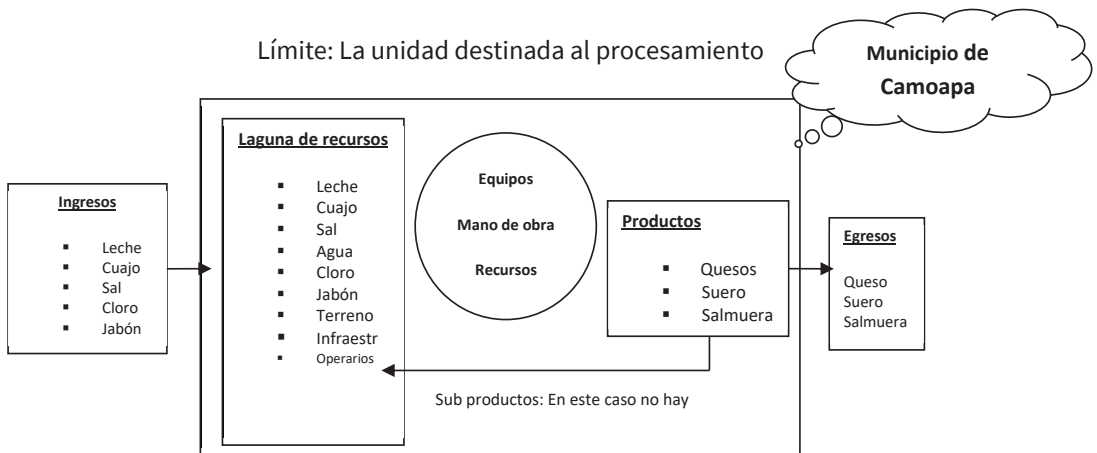 Límite: La unidad destinada al procesamiento
Municipio de
Camoapa
Ingresos
▪ Leche
▪ Cuajo
▪ Sal
▪ Cloro
▪ Jabón
Laguna de recursos
▪ Leche
▪ Cuajo
▪ Sal
▪ Agua
▪ Cloro
▪ Jabón
▪ Terreno
▪ Infraestr
▪ Operarios
Equipos
Mano de obra
Recursos
Productos
▪ Quesos
▪ Suero
▪ Salmuera
Egresos
Queso
Suero
Salmuera
Sub productos: En este caso no hay